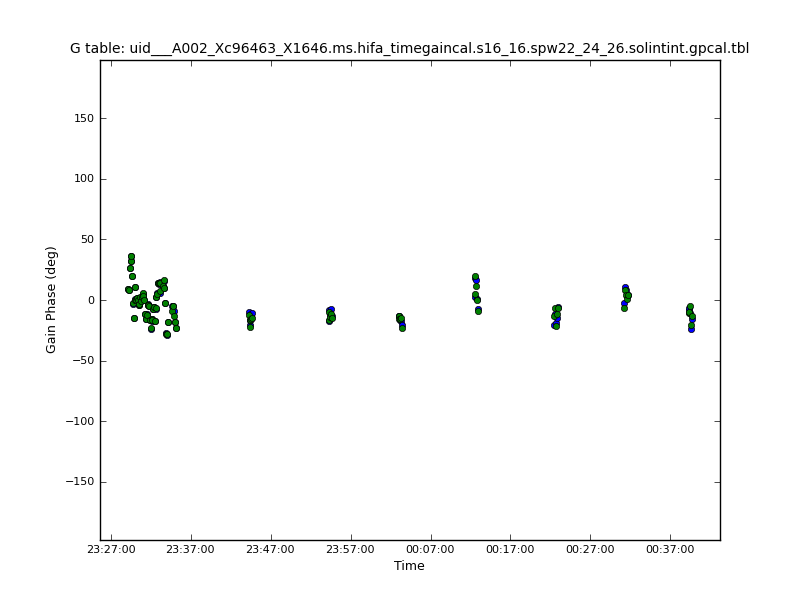 G table: uid___A002_Xc96463_X1646.ms.hifa_timegaincal.s16_16.spw22_24_26.solintint.gpcal.tbl
150
100
50
0
−50
−100
−150
Gain Phase (deg)
23:27:00 23:37:00 23:47:00 23:57:00 00:07:00 00:17:00 00:27:00 00:37:00
Time